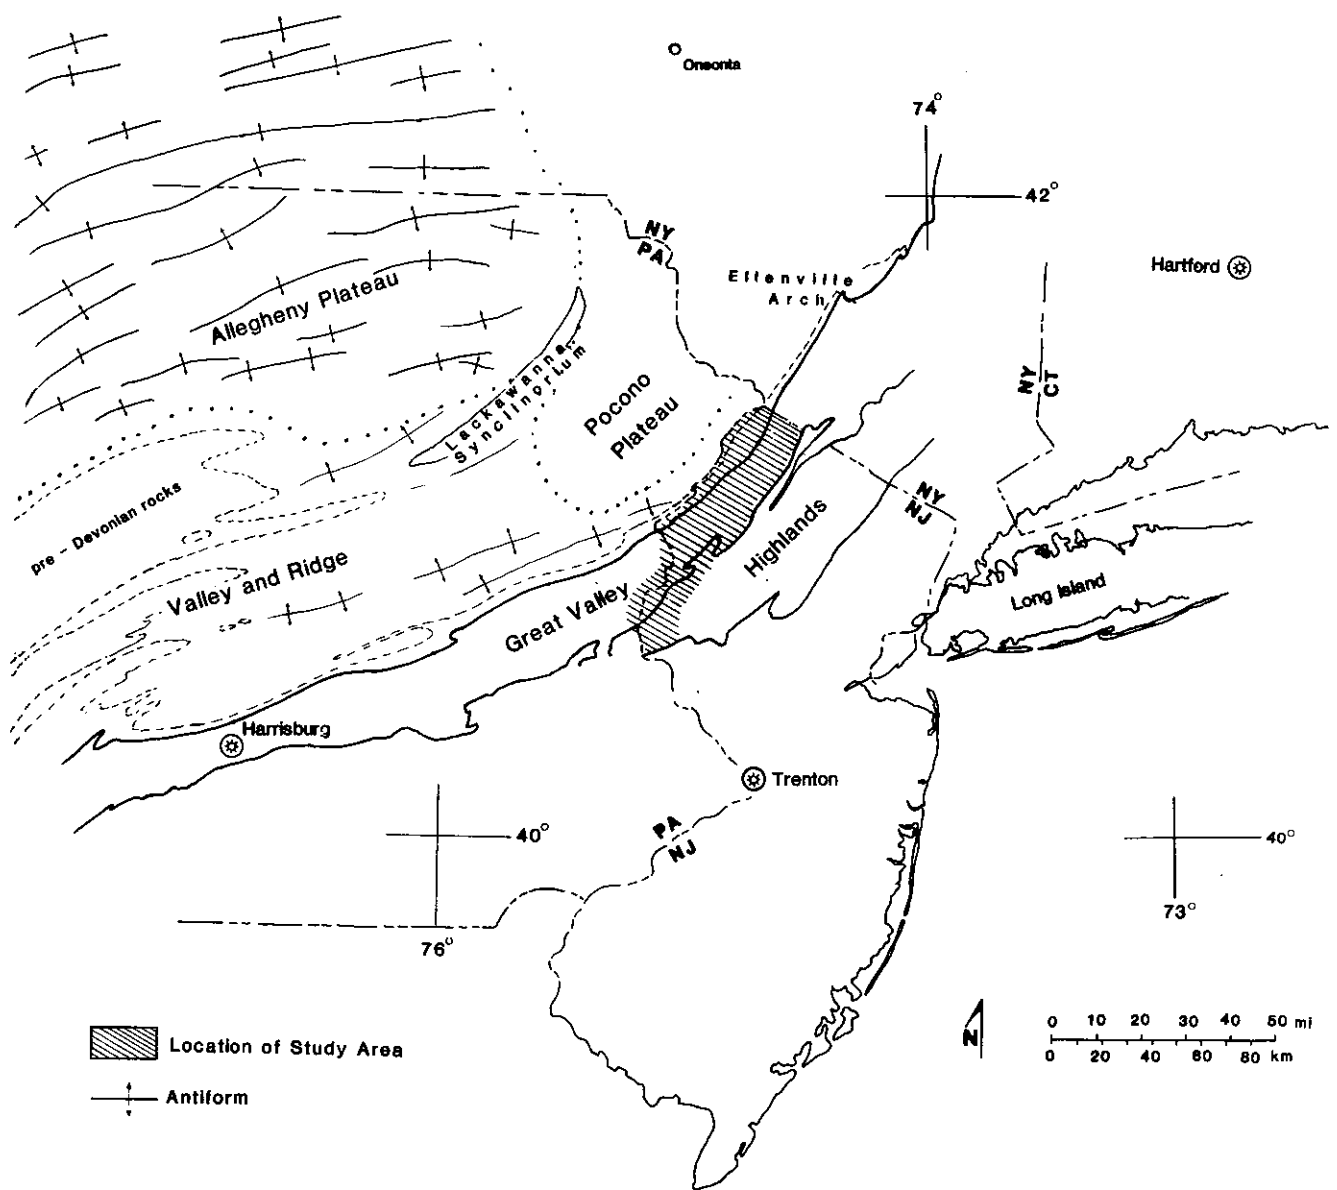 Oneonta
74°
42°
NY
PA
Hartford
Ellenville
Arch
Allegheny Plateau
NY
CT
Lackawanna
Synclinorium
Pocono
Plateau
pre - Devonian rocks
NY
NJ
Highlands
Valley and Ridge
Long Island
Great Valley
Harrisburg
Trenton
PA
NJ
40°
40°
76°
73°
N
0 10 20 30 40 50 mi
0 20 40 60 80 km
Location of Study Area
Antiform